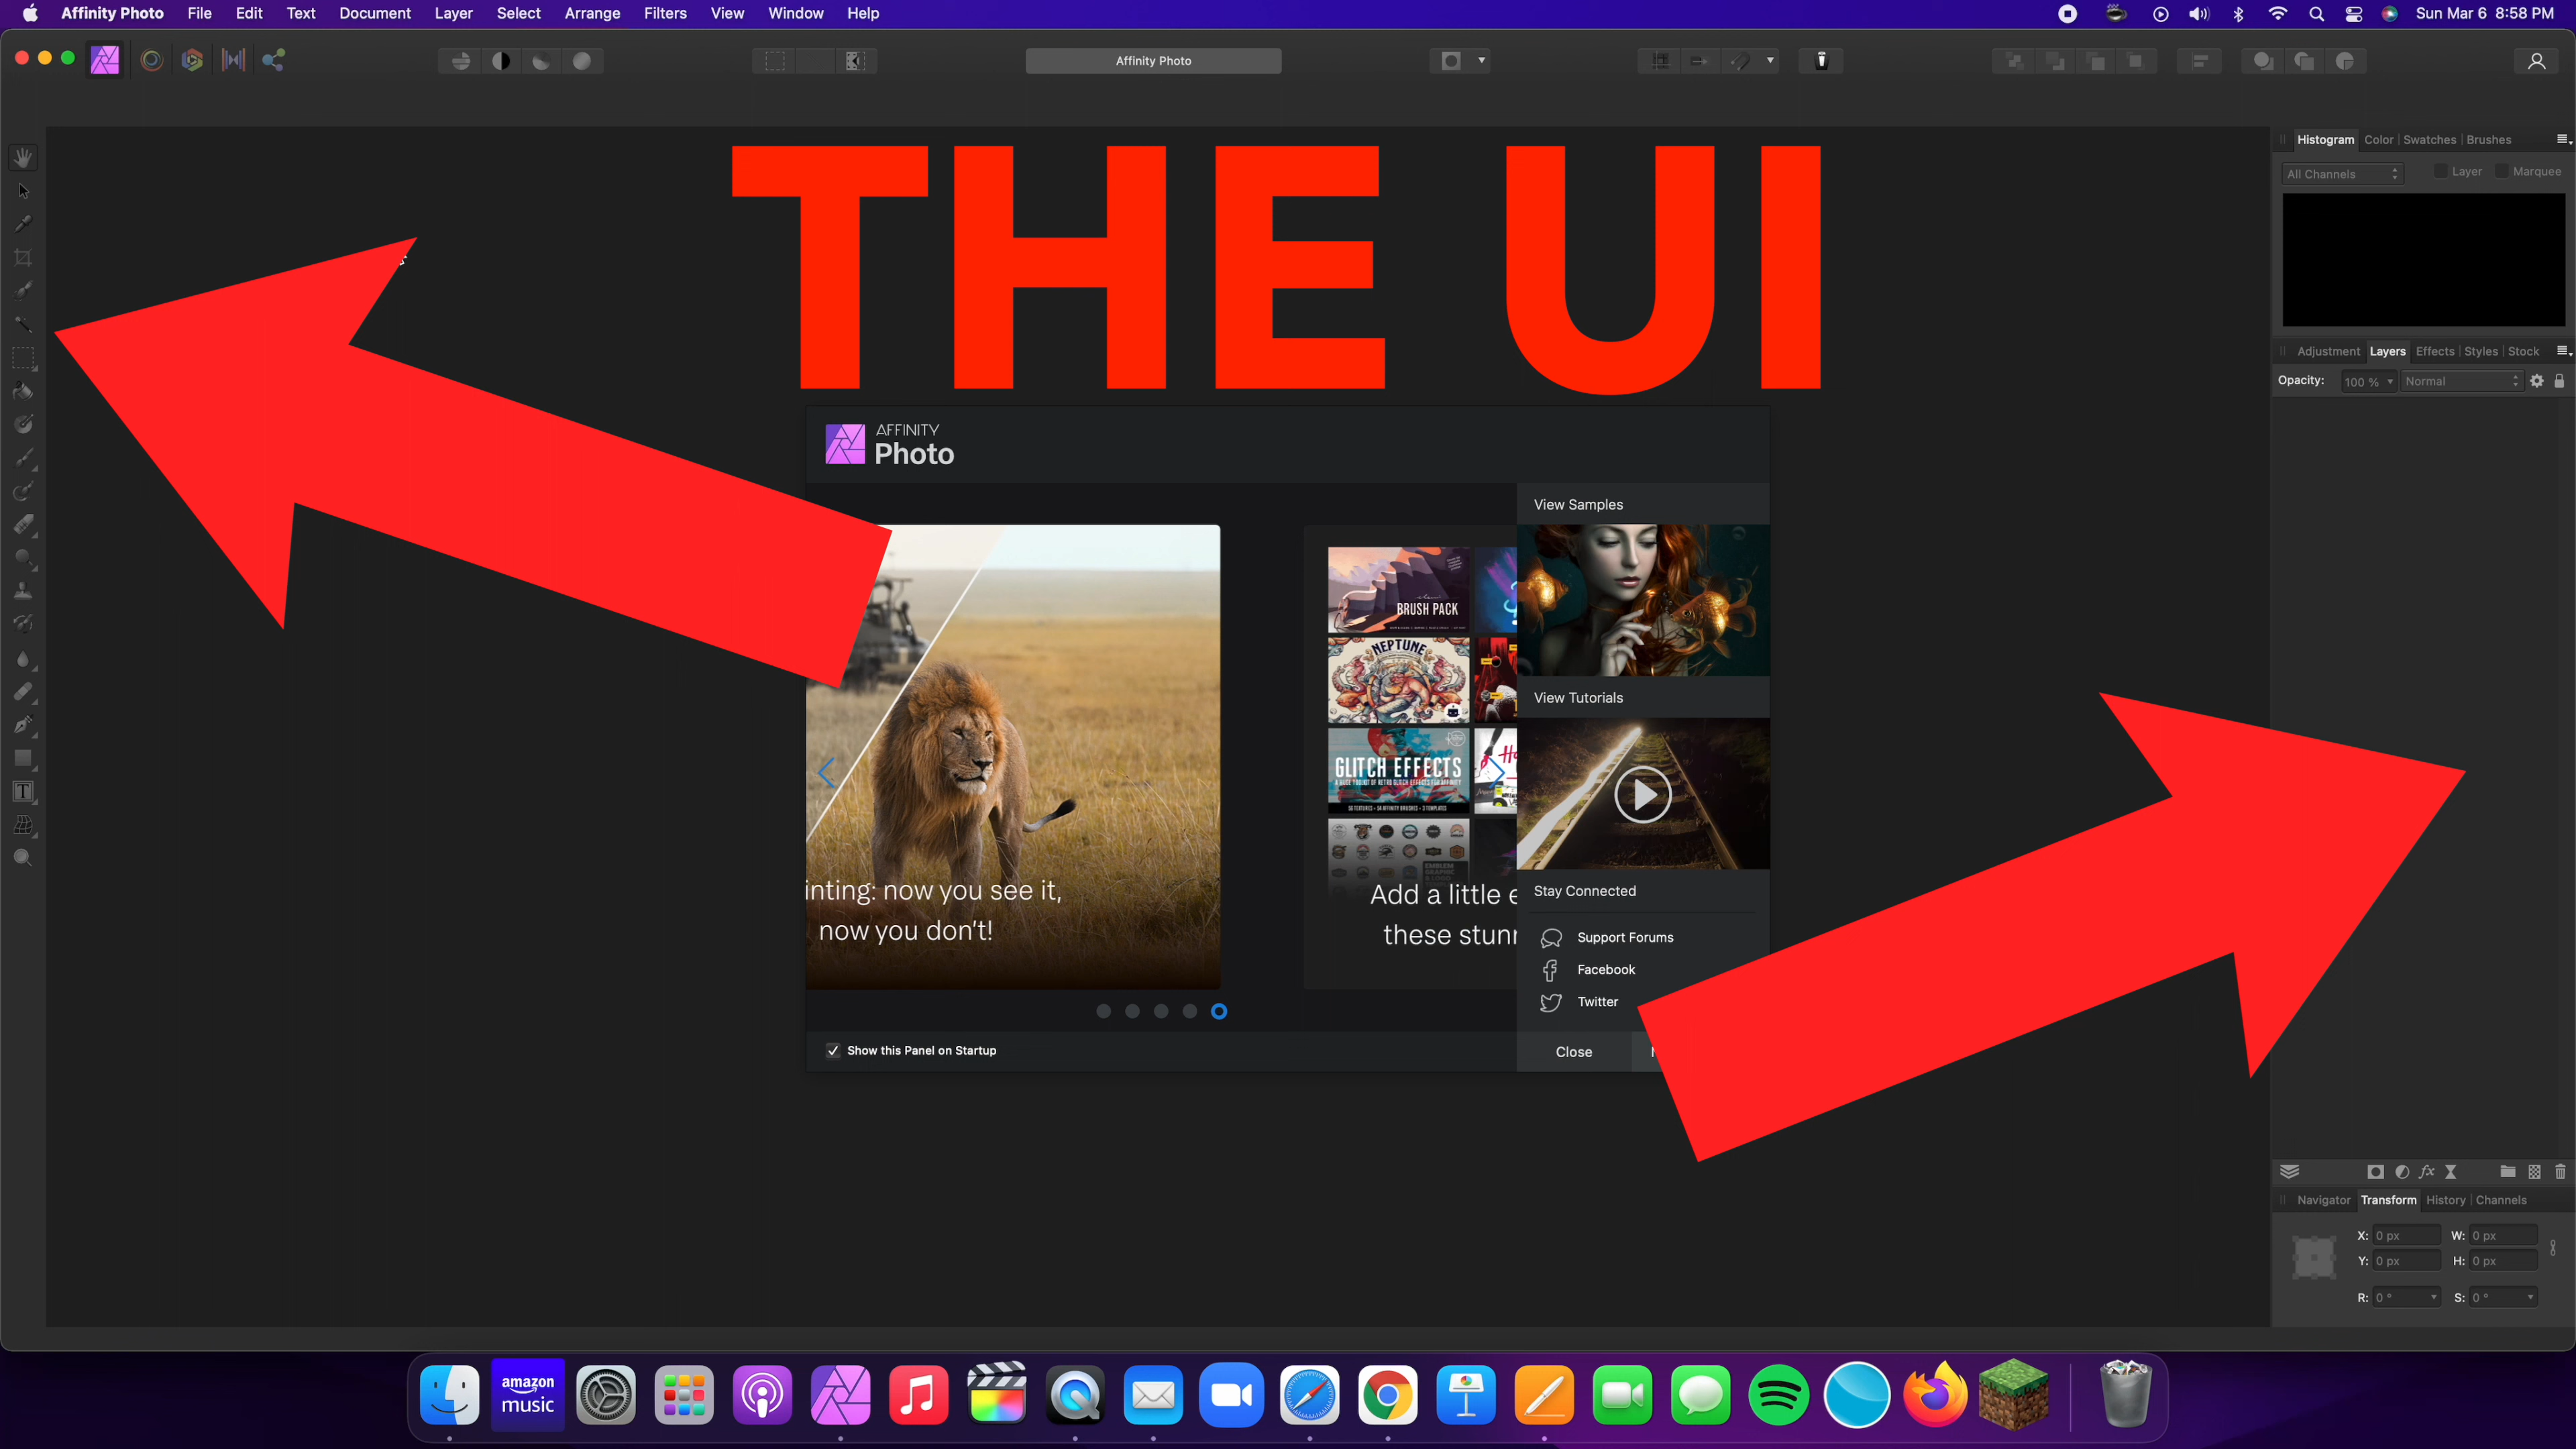 Affinity Photo File Edit Text Document Layer Select Arrange Filters View Window Help Sun Mar 6 8:58 PM
Affinity Photo
THE UI
Histogram Color Swatches Brushes
All Channels Layer Marquee
Adjustment Layers Effects Styles Stock
Opacity: 100 % Normal
AFFINITY
Photo
View Samples
BRUSH PACK
NEPTUNE
View Tutorials
GLITCH EFFECTS
inting: now you see it,
now you don't!
Add a little e
these stunn
Stay Connected
Support Forums
Facebook
Twitter
Show this Panel on Startup
Close
fx
Navigator Transform History Channels
X: 0 px W: 0 px
Y: 0 px H: 0 px
R: 0 ° S: 0 °
amazon
music